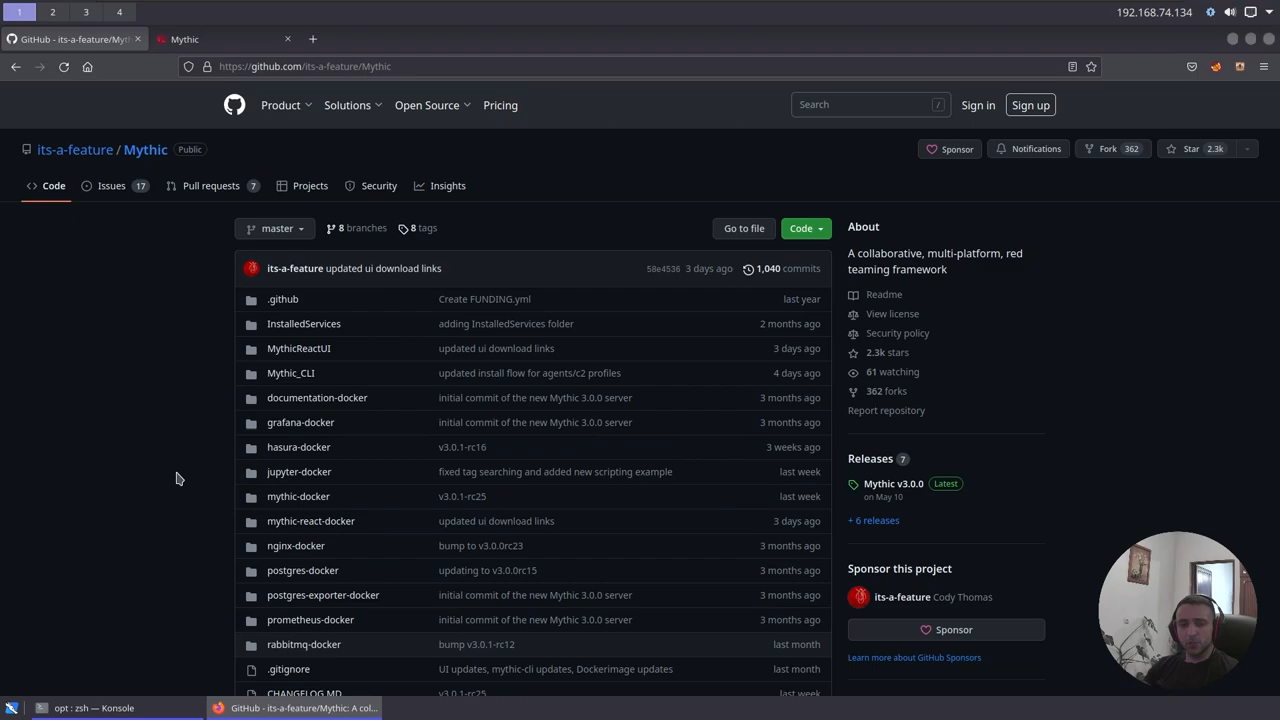 1 2 3 4 192.168.74.134
GitHub - its-a-feature/Myth Mythic
https://github.com/its-a-feature/Mythic
Product Solutions Open Source Pricing Search / Sign in Sign up
its-a-feature / Mythic Public Sponsor Notifications Fork 362 Star 2.3k
Code Issues 17 Pull requests 7 Projects Security Insights
master 8 branches 8 tags Go to file Code
its-a-feature updated ui download links 58e4536 3 days ago 1,040 commits
.github Create FUNDING.yml last year
InstalledServices adding InstalledServices folder 2 months ago
MythicReactUI updated ui download links 3 days ago
Mythic_CLI updated install flow for agents/c2 profiles 4 days ago
documentation-docker initial commit of the new Mythic 3.0.0 server 3 months ago
grafana-docker initial commit of the new Mythic 3.0.0 server 3 months ago
hasura-docker v3.0.1-rc16 3 weeks ago
jupyter-docker fixed tag searching and added new scripting example last week
mythic-docker v3.0.1-rc25 last week
mythic-react-docker updated ui download links 3 days ago
nginx-docker bump to v3.0.0rc23 3 months ago
postgres-docker updating to v3.0.0rc15 3 months ago
postgres-exporter-docker initial commit of the new Mythic 3.0.0 server 3 months ago
prometheus-docker initial commit of the new Mythic 3.0.0 server 3 months ago
rabbitmq-docker bump v3.0.1-rc12 last month
.gitignore UI updates, mythic-cli updates, Dockerimage updates last month
CHANGELOG.MD v3.0.1-rc25 last week
About
A collaborative, multi-platform, red
teaming framework
Readme
View license
Security policy
2.3k stars
61 watching
362 forks
Report repository
Releases 7
Mythic v3.0.0 Latest
on May 10
+ 6 releases
Sponsor this project
its-a-feature Cody Thomas
Sponsor
Learn more about GitHub Sponsors
opt : zsh — Konsole GitHub - its-a-feature/Mythic: A col...